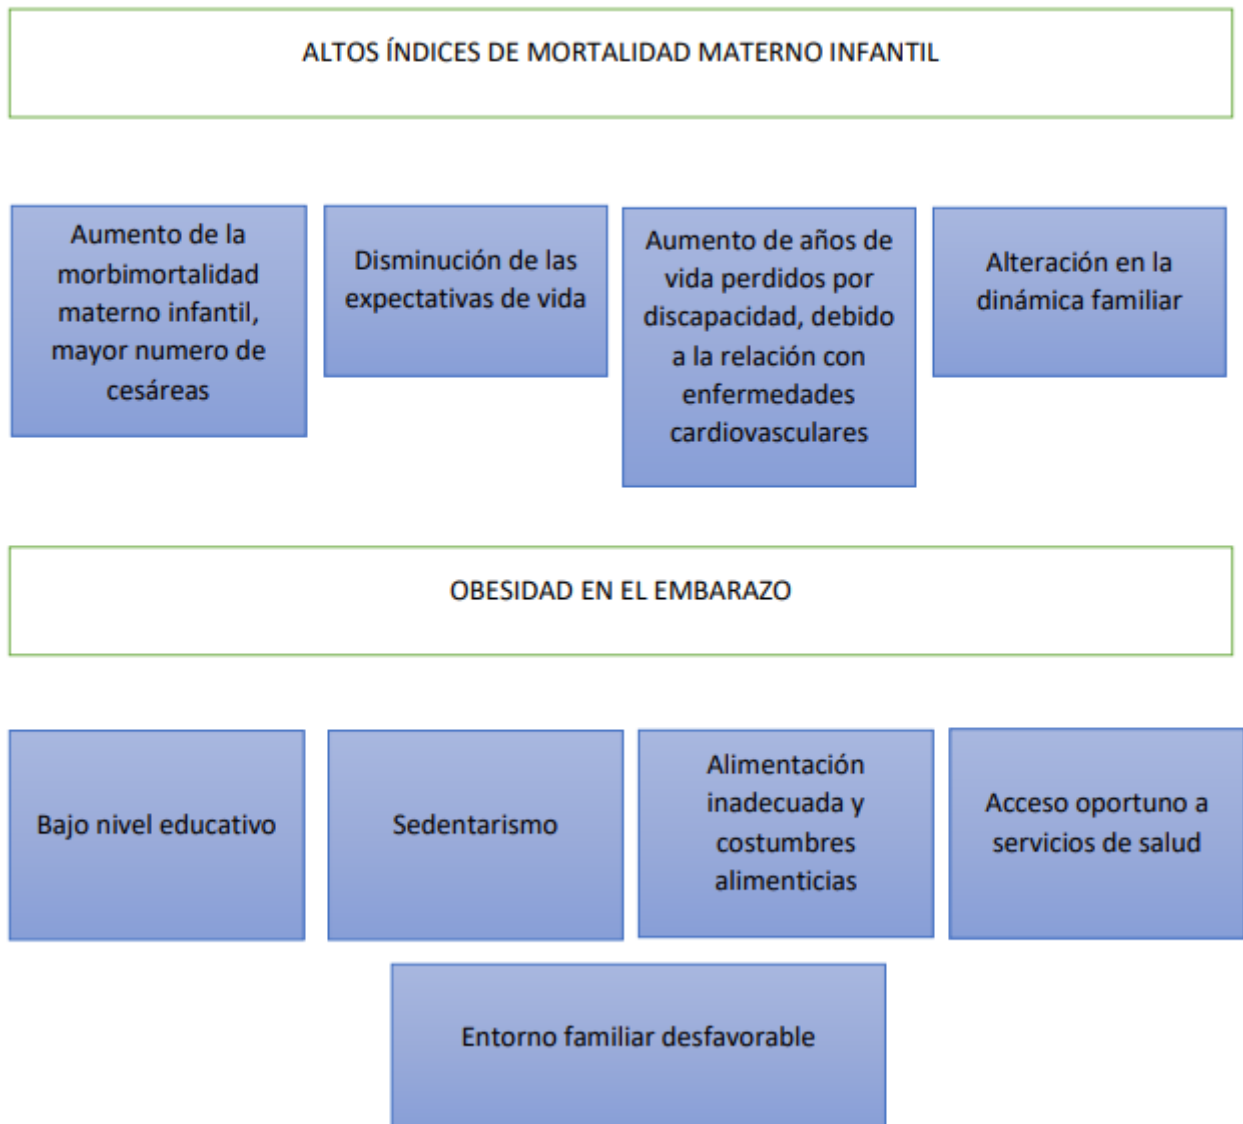 ALTOS ÍNDICES DE MORTALIDAD MATERNO INFANTIL
Aumento de la
morbimortalidad
materno infantil,
mayor numero de
cesáreas
Disminución de las
expectativas de vida
Aumento de años de
vida perdidos por
discapacidad, debido
a la relación con
enfermedades
cardiovasculares
Alteración en la
dinámica familiar
OBESIDAD EN EL EMBARAZO
Bajo nivel educativo
Sedentarismo
Alimentación
inadecuada y
costumbres
alimenticias
Acceso oportuno a
servicios de salud
Entorno familiar desfavorable